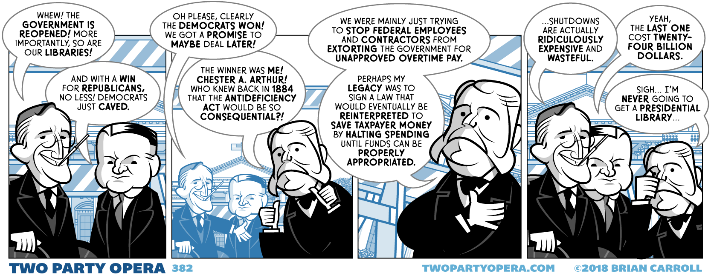 WHEW! THE
GOVERNMENT IS
REOPENED! MORE
IMPORTANTLY, SO ARE
OUR LIBRARIES!
AND WITH A WIN
FOR REPUBLICANS,
NO LESS! DEMOCRATS
JUST CAVED.
OH PLEASE, CLEARLY
THE DEMOCRATS WON!
WE GOT A PROMISE TO
MAYBE DEAL LATER!
THE WINNER WAS ME!
CHESTER A. ARTHUR!
WHO KNEW BACK IN 1884
THAT THE ANTIDEFICIENCY
ACT WOULD BE SO
CONSEQUENTIAL?!
WE WERE MAINLY JUST TRYING
TO STOP FEDERAL EMPLOYEES
AND CONTRACTORS FROM
EXTORTING THE GOVERNMENT FOR
UNAPPROVED OVERTIME PAY.
PERHAPS MY
LEGACY WAS TO
SIGN A LAW THAT
WOULD EVENTUALLY BE
REINTERPRETED TO
SAVE TAXPAYER MONEY
BY HALTING SPENDING
UNTIL FUNDS CAN BE
PROPERLY
APPROPRIATED.
...SHUTDOWNS
ARE ACTUALLY
RIDICULOUSLY
EXPENSIVE AND
WASTEFUL.
YEAH,
THE LAST ONE
COST TWENTY-
FOUR BILLION
DOLLARS.
SIGH... I'M
NEVER GOING TO
GET A PRESIDENTIAL
LIBRARY...
TWO PARTY OPERA 382
TWOPARTYOPERA.COM ©2018 BRIAN CARROLL